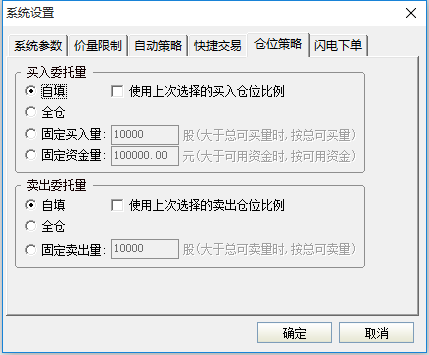 系统设置
系统参数 价量限制 自动策略 快捷交易 仓位策略 闪电下单
买入委托量
自填 使用上次选择的买入仓位比例
全仓
固定买入量: 10000 股(大于总可买量时,按总可买量)
固定资金量: 100000.00 元(大于可用资金时,按可用资金)
卖出委托量
自填 使用上次选择的卖出仓位比例
全仓
固定卖出量: 10000 股(大于总可卖量时,按总可卖量)
确定 取消